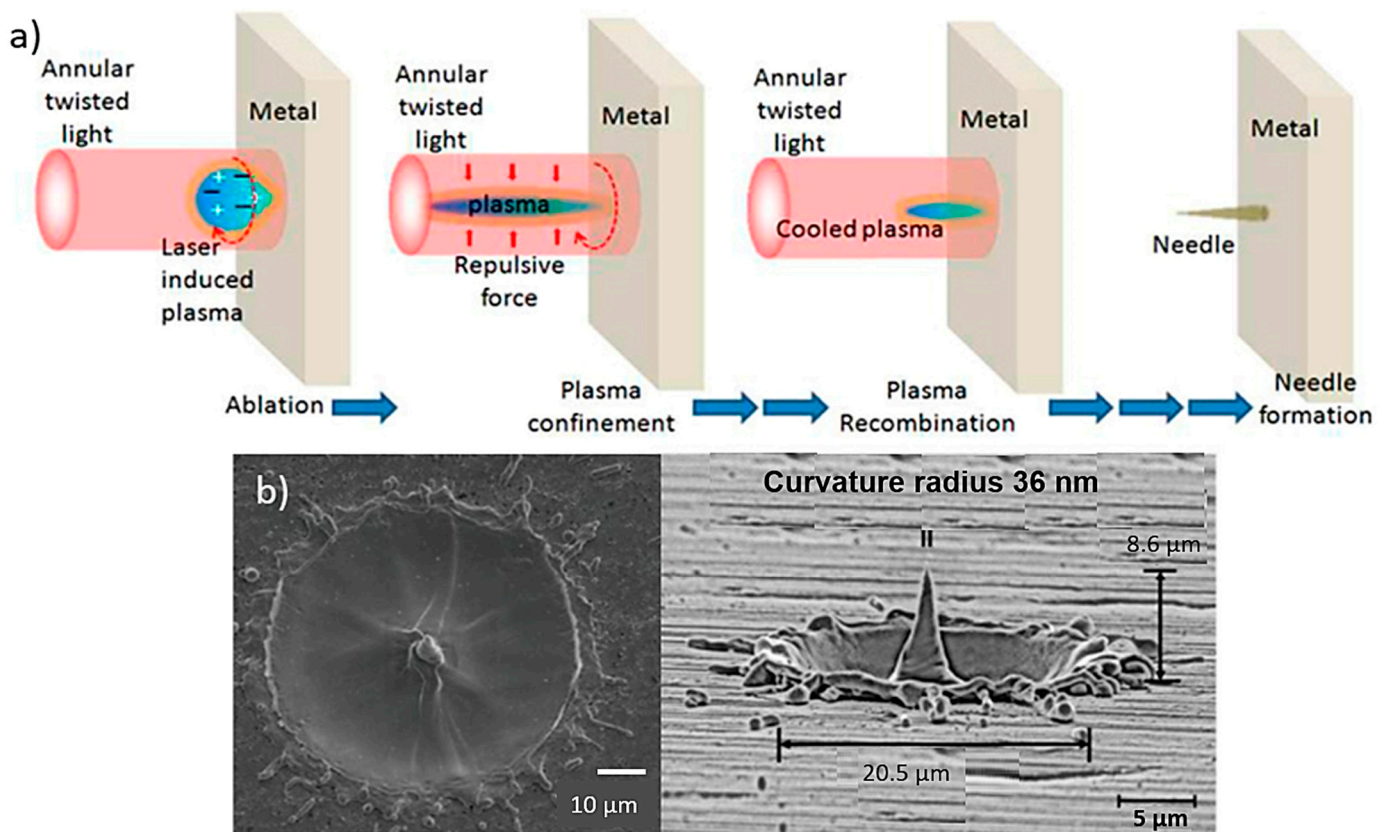 a)
Annular
twisted
light
Metal
Laser
induced
plasma
Ablation
Annular
twisted
light
Metal
plasma
Repulsive
force
Plasma
confinement
Annular
twisted
light
Metal
Cooled plasma
Plasma
Recombination
Metal
Needle
Needle
formation
b)
10 μm
Curvature radius 36 nm
8.6 μm
20.5 μm
5 μm